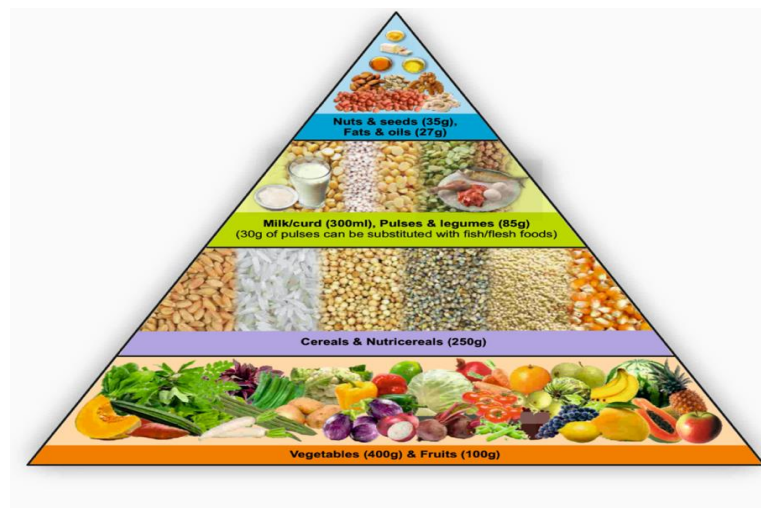 Nuts & seeds (35g),
Fats & oils (27g)
Milk/curd (300ml), Pulses & legumes (85g)
(30g of pulses can be substituted with fish/flesh foods)
Cereals & Nutricereals (250g)
Vegetables (400g) & Fruits (100g)